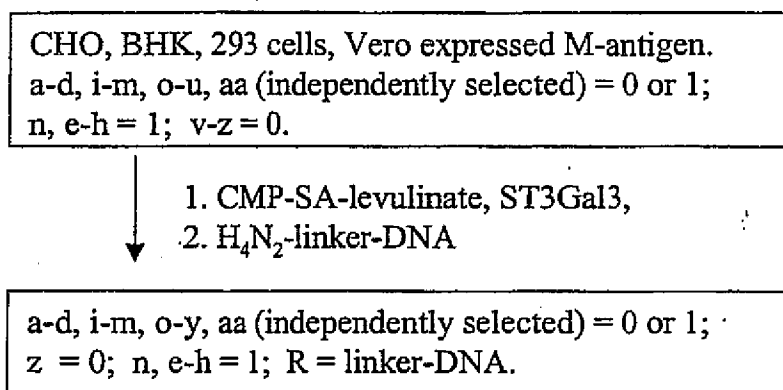 CHO, BHK, 293 cells, Vero expressed M-antigen.
a-d, i-m, o-u, aa (independently selected) = 0 or 1;
n, e-h = 1; v-z = 0.
1. CMP-SA-levulinate, ST3Gal3,
2. H₄N₂-linker-DNA
a-d, i-m, o-y, aa (independently selected) = 0 or 1;
z = 0; n, e-h = 1; R = linker-DNA.